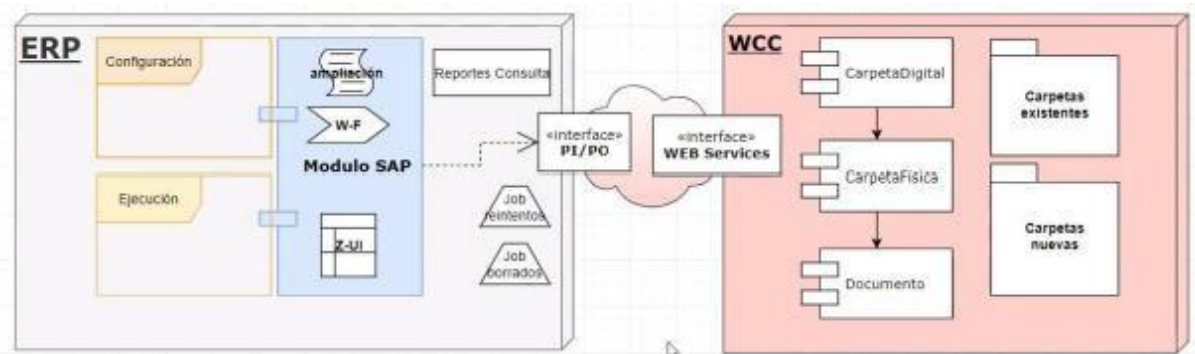 ERP
Configuración
Ejecución
ampliación
W-F
Modulo SAP
Z-UI
Reportes Consulta
Job
reintentos
Job
borrados
«interface»
PI/PO
«interface»
WEB Services
WCC
CarpetaDigital
CarpetaFísica
Documento
Carpetas
existentes
Carpetas
nuevas